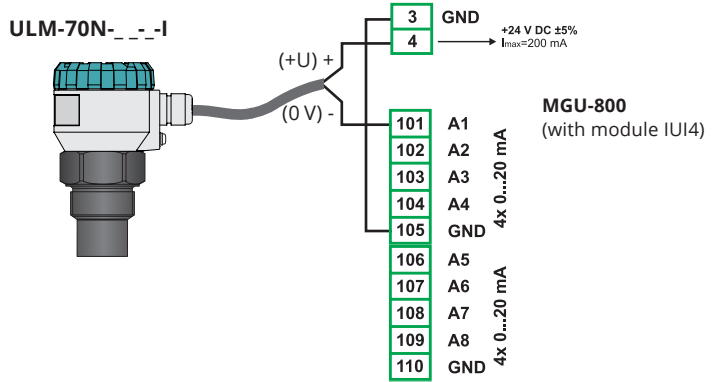 ULM-70N-_ _-_-I
3 GND
4
+24 V DC ±5%
Imax=200 mA
(+U) +
(0 V) -
MGU-800
(with module IUI4)
101 A1
102 A2
103 A3
104 A4
105 GND
4x 0...20 mA
106 A5
107 A6
108 A7
109 A8
110 GND
4x 0...20 mA